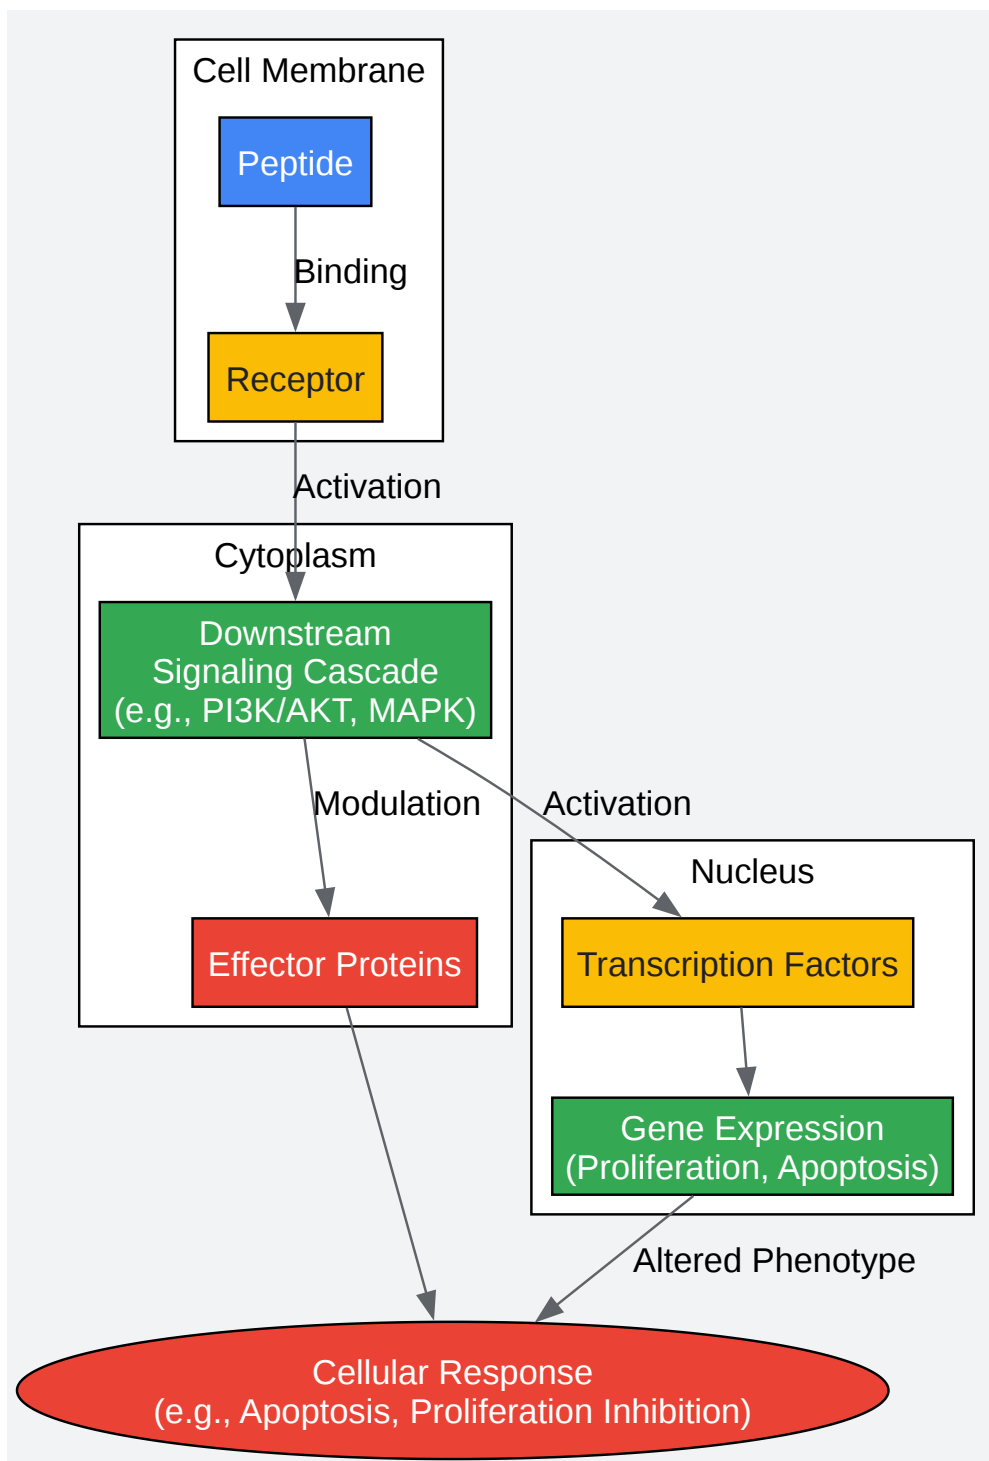 Cell Membrane
Peptide
Binding
Receptor
Activation
Cytoplasm
Downstream
Signaling Cascade
(e.g., PI3K/AKT, MAPK)
Modulation
Activation
Nucleus
Effector Proteins
Transcription Factors
Gene Expression
(Proliferation, Apoptosis)
Altered Phenotype
Cellular Response
(e.g., Apoptosis, Proliferation Inhibition)